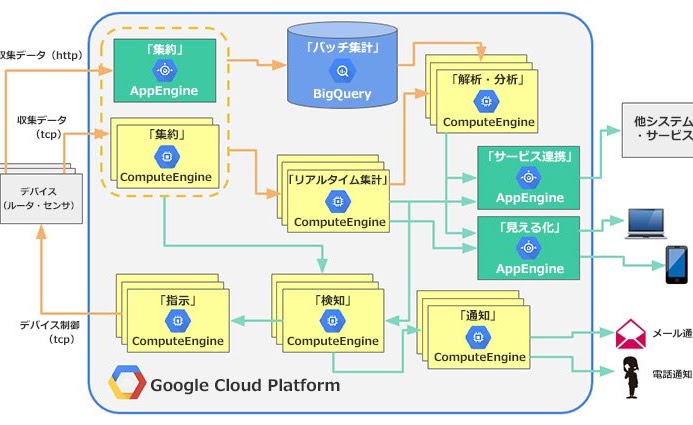 収集データ（http）
「集約」
AppEngine
「バッチ集計」
BigQuery
「解析・分析」
ComputeEngine
収集データ
（tcp）
「集約」
ComputeEngine
他システム
・サービス
「サービス連携」
AppEngine
デバイス
（ルータ・センサ）
「リアルタイム集計」
ComputeEngine
「見える化」
AppEngine
デバイス制御
（tcp）
「指示」
ComputeEngine
「検知」
ComputeEngine
「通知」
ComputeEngine
メール通
電話通知
Google Cloud Platform